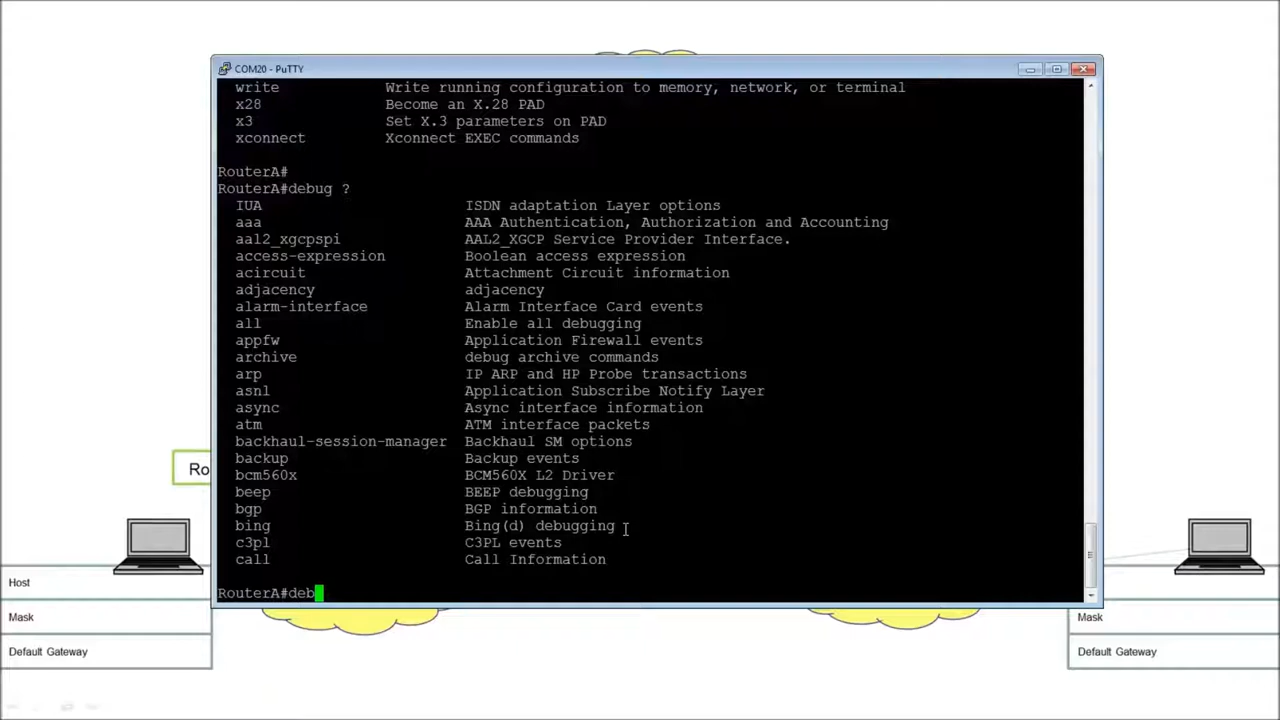 COM20 - PuTTY
write Write running configuration to memory, network, or terminal
x28 Become an X.28 PAD
x3 Set X.3 parameters on PAD
xconnect Xconnect EXEC commands
RouterA#
RouterA#debug ?
IUA ISDN adaptation Layer options
aaa AAA Authentication, Authorization and Accounting
aal2_xgcpspi AAL2_XGCP Service Provider Interface.
access-expression Boolean access expression
acircuit Attachment Circuit information
adjacency adjacency
alarm-interface Alarm Interface Card events
all Enable all debugging
appfw Application Firewall events
archive debug archive commands
arp IP ARP and HP Probe transactions
asnl Application Subscribe Notify Layer
async Async interface information
atm ATM interface packets
backhaul-session-manager Backhaul SM options
backup Backup events
bcm560x BCM560X L2 Driver
beep BEEP debugging
bgp BGP information
bing Bing(d) debugging
c3pl C3PL events
call Call Information
RouterA#deb
Ro
Host
Mask
Default Gateway
Mask
Default Gateway